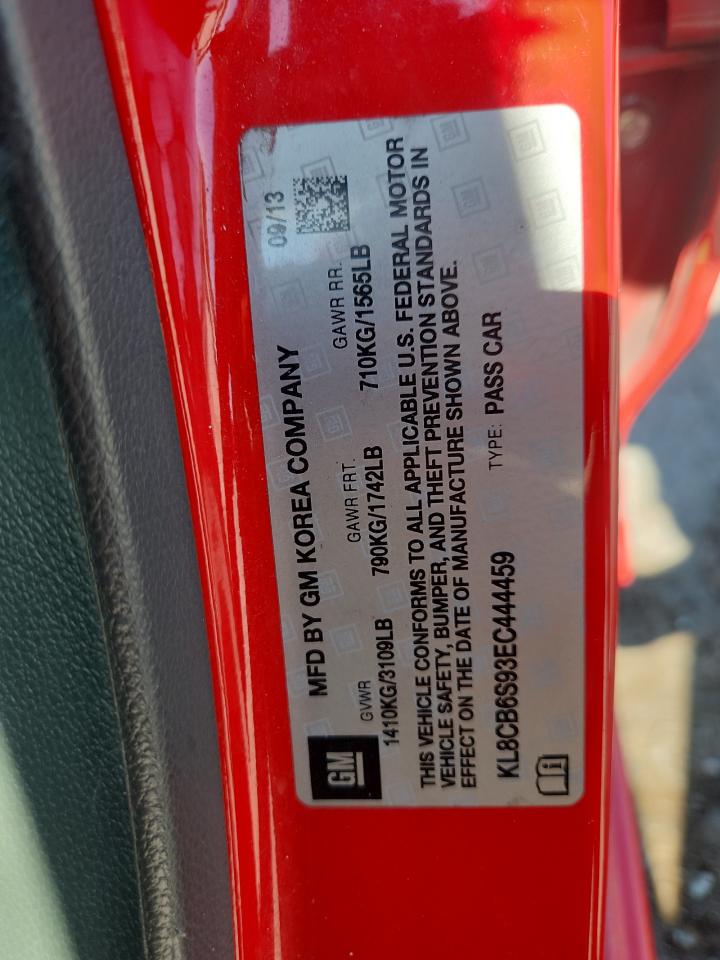 GM
MFD BY GM KOREA COMPANY
09/13
GVWR
GAWR FRT.
GAWR RR.
1410KG/3109LB
790KG/1742LB
710KG/1565LB
THIS VEHICLE CONFORMS TO ALL APPLICABLE U.S. FEDERAL MOTOR
VEHICLE SAFETY, BUMPER, AND THEFT PREVENTION STANDARDS IN
EFFECT ON THE DATE OF MANUFACTURE SHOWN ABOVE.
KL8CB6S93EC444459
TYPE: PASS CAR